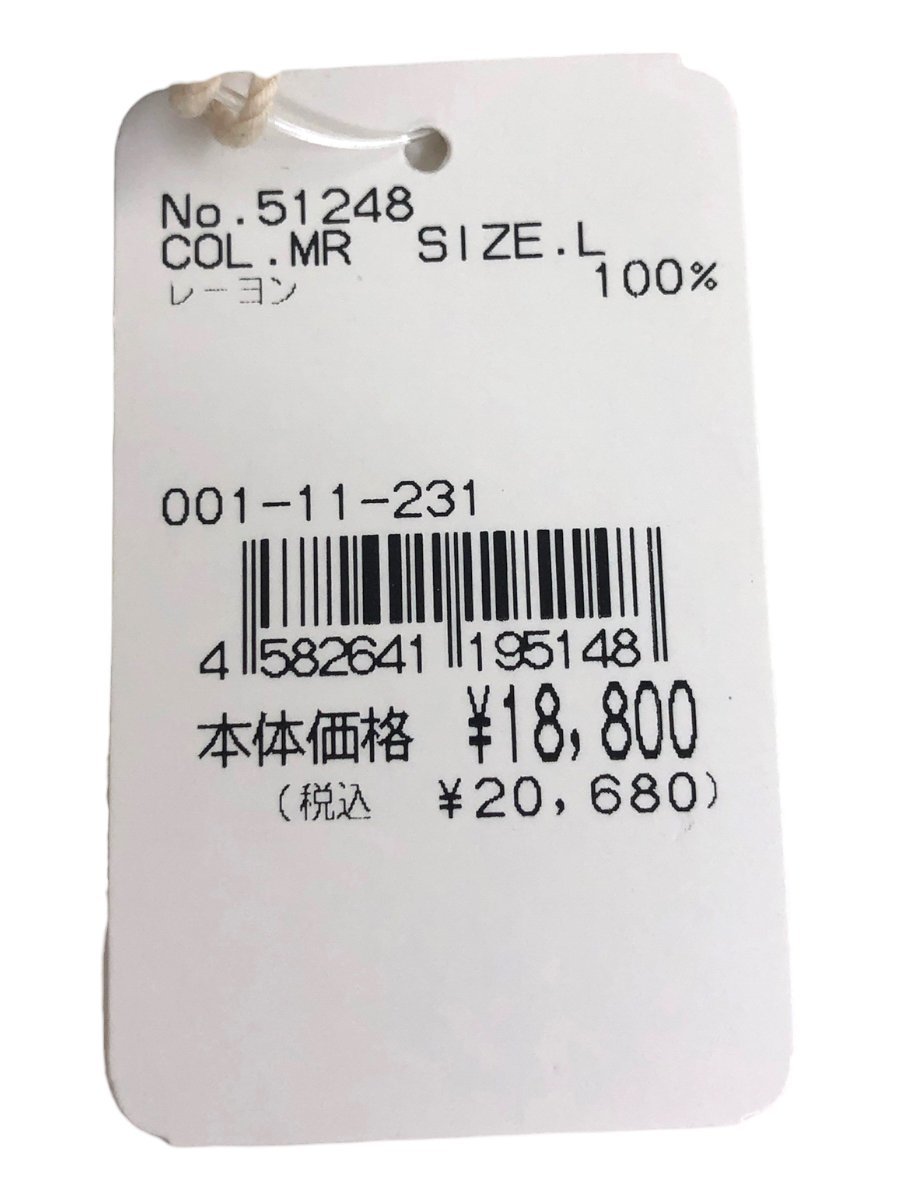 No.51248
COL.MR SIZE.L
レーヨン 100%
001-11-231
4 582641 195148
本体価格 ¥18,800
(税込 ¥20,680)